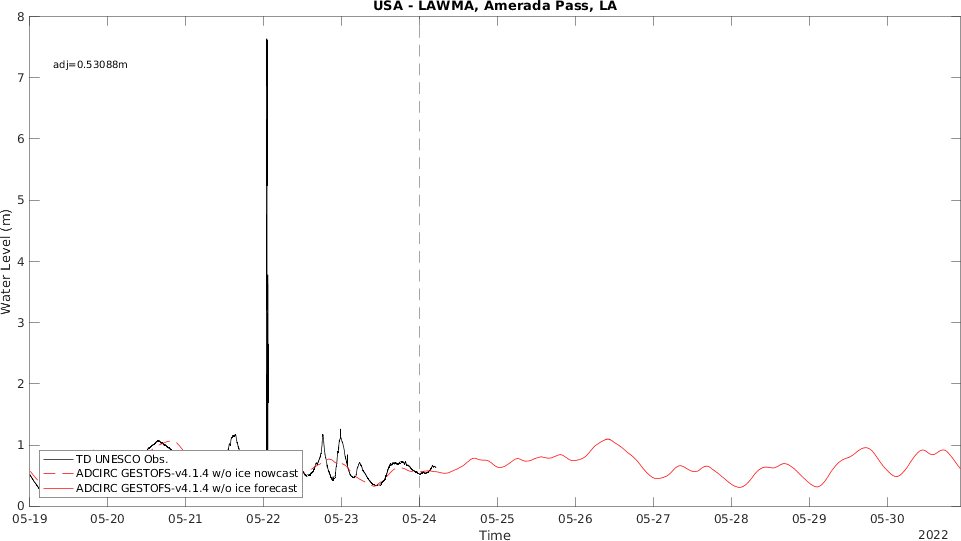 USA - LAWMA, Amerada Pass, LA
adj=0.53088m
Water Level (m)
8
7
6
5
4
3
2
1
0
TD UNESCO Obs.
ADCIRC GESTOFS-v4.1.4 w/o ice nowcast
ADCIRC GESTOFS-v4.1.4 w/o ice forecast
05-19 05-20 05-21 05-22 05-23 05-24 05-25 05-26 05-27 05-28 05-29 05-30
Time
2022